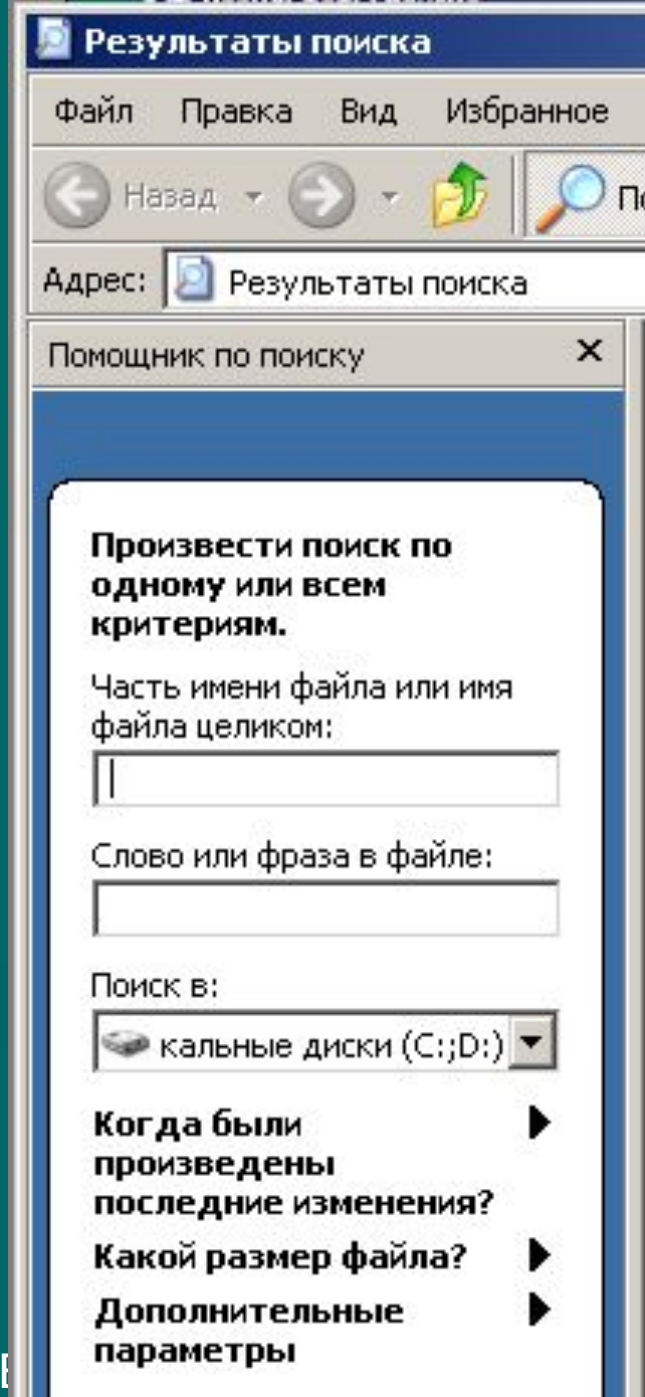 Результаты поиска
Файл Правка Вид Избранное
Назад
Адрес: Результаты поиска
Помощник по поиску
Произвести поиск по
одному или всем
критериям.
Часть имени файла или имя
файла целиком:
Слово или фраза в файле:
Поиск в:
кальные диски (C:;D:)
Когда были
произведены
последние изменения?
Какой размер файла?
Дополнительные
параметры